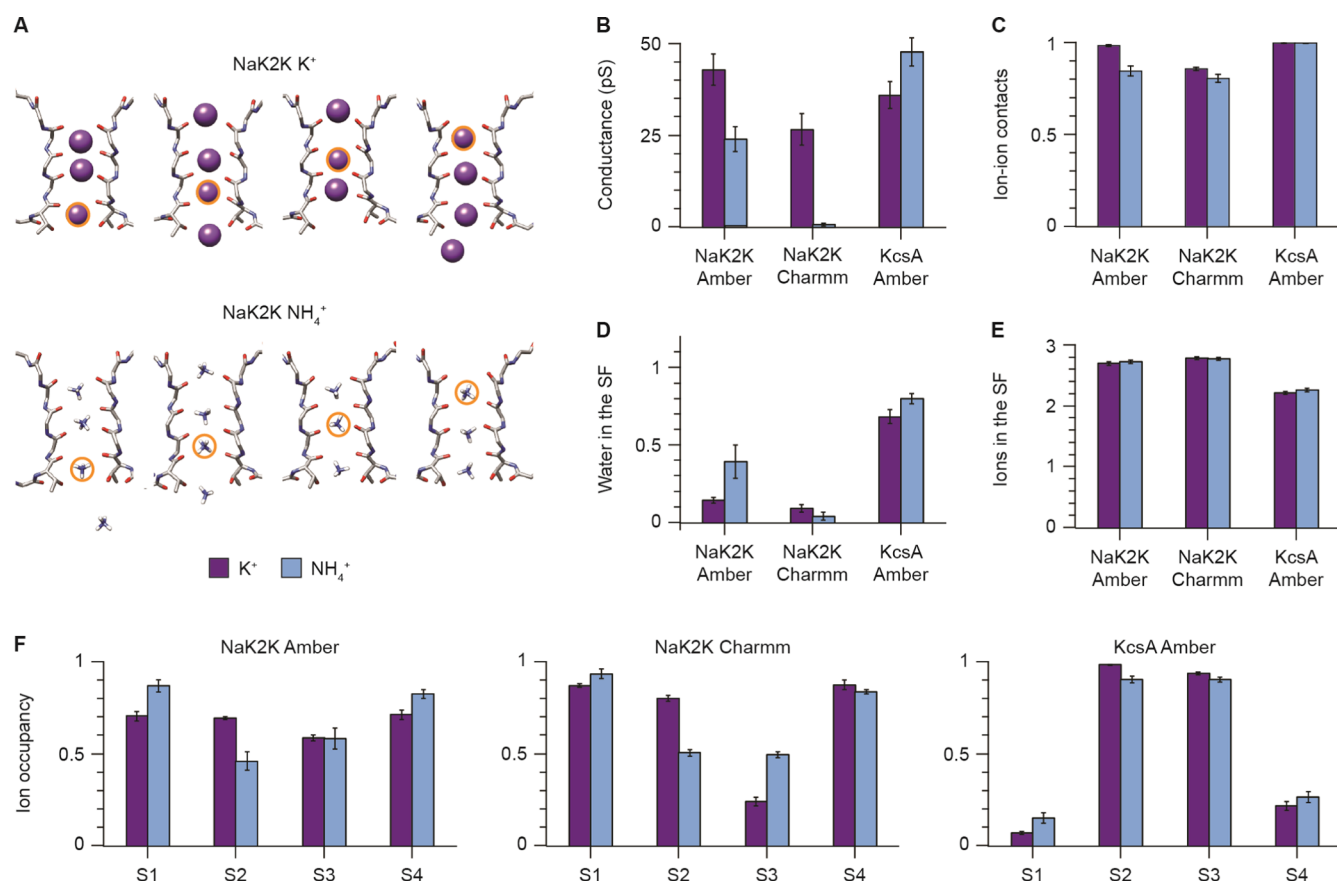 A
NaK2K K⁺
NaK2K NH₄⁺
K⁺
NH₄⁺
B
Conductance (pS)
50
25
0
NaK2K
Amber
NaK2K
Charmm
KcsA
Amber
C
Ion-ion contacts
1
0.5
0
NaK2K
Amber
NaK2K
Charmm
KcsA
Amber
D
Water in the SF
1
0.5
0
NaK2K
Amber
NaK2K
Charmm
KcsA
Amber
E
Ions in the SF
3
2
1
0
NaK2K
Amber
NaK2K
Charmm
KcsA
Amber
F
Ion occupancy
NaK2K Amber
1
0.5
0
S1 S2 S3 S4
NaK2K Charmm
1
0.5
0
S1 S2 S3 S4
KcsA Amber
1
0.5
0
S1 S2 S3 S4